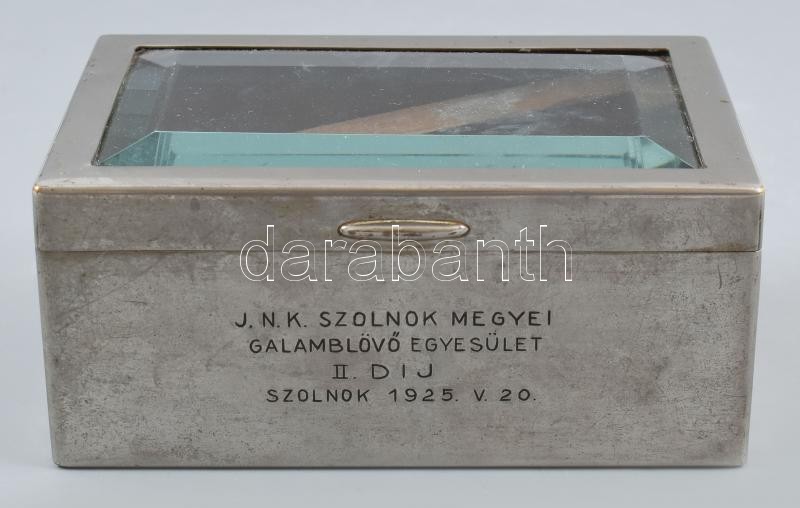 darabanth
J.N.K. SZOLNOK MEGYEI
GALAMBLÖVŐ EGYESÜLET
II. DIJ
SZOLNOK 1925. V. 20.